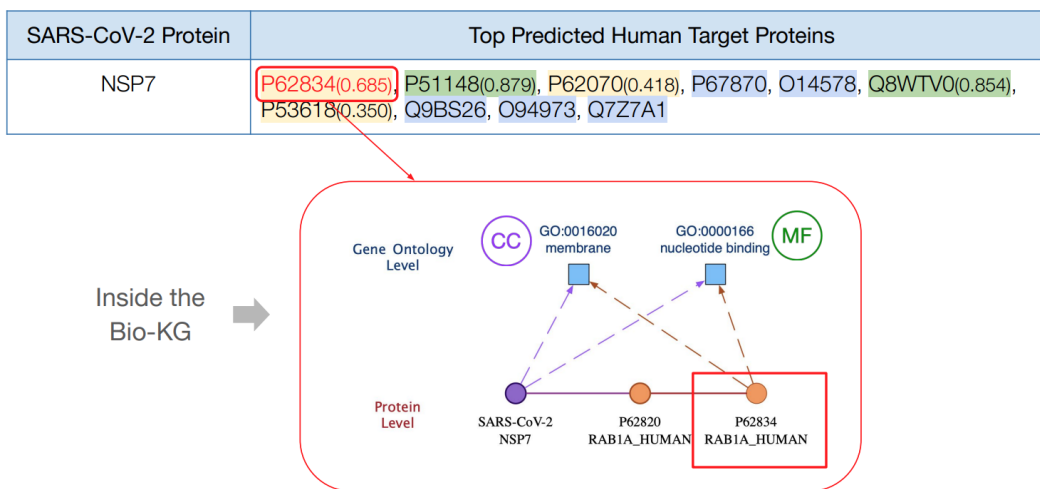 SARS-CoV-2 Protein
Top Predicted Human Target Proteins
NSP7
P62834(0.685), P51148(0.879), P62070(0.418), P67870, O14578, Q8WTV0(0.854),
P53618(0.350), Q9BS26, O94973, Q7Z7A1
Inside the
Bio-KG
Gene Ontology
Level
CC
GO:0016020
membrane
GO:0000166
nucleotide binding
MF
Protein
Level
SARS-CoV-2
NSP7
P62820
RAB1A_HUMAN
P62834
RAB1A_HUMAN